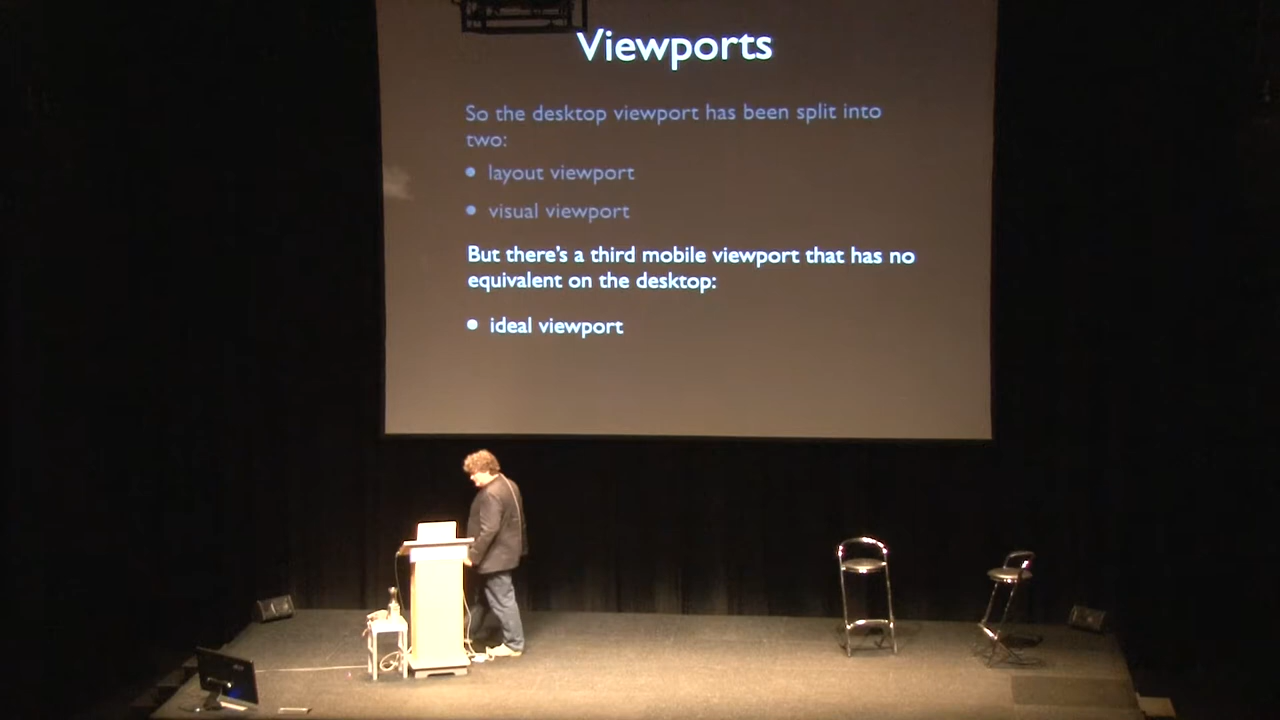 Viewports
So the desktop viewport has been split into
two:
• layout viewport
• visual viewport
But there's a third mobile viewport that has no
equivalent on the desktop:
• ideal viewport